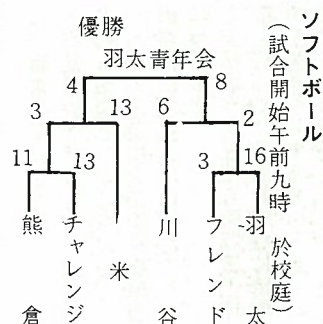 ソフトボール
(試合開始午前九時 於校庭)
優勝
羽太青年会
4 8
3 13 6 2
11 13 3 16
羽太
フレンド
川谷
米
チャレンジ
熊倉